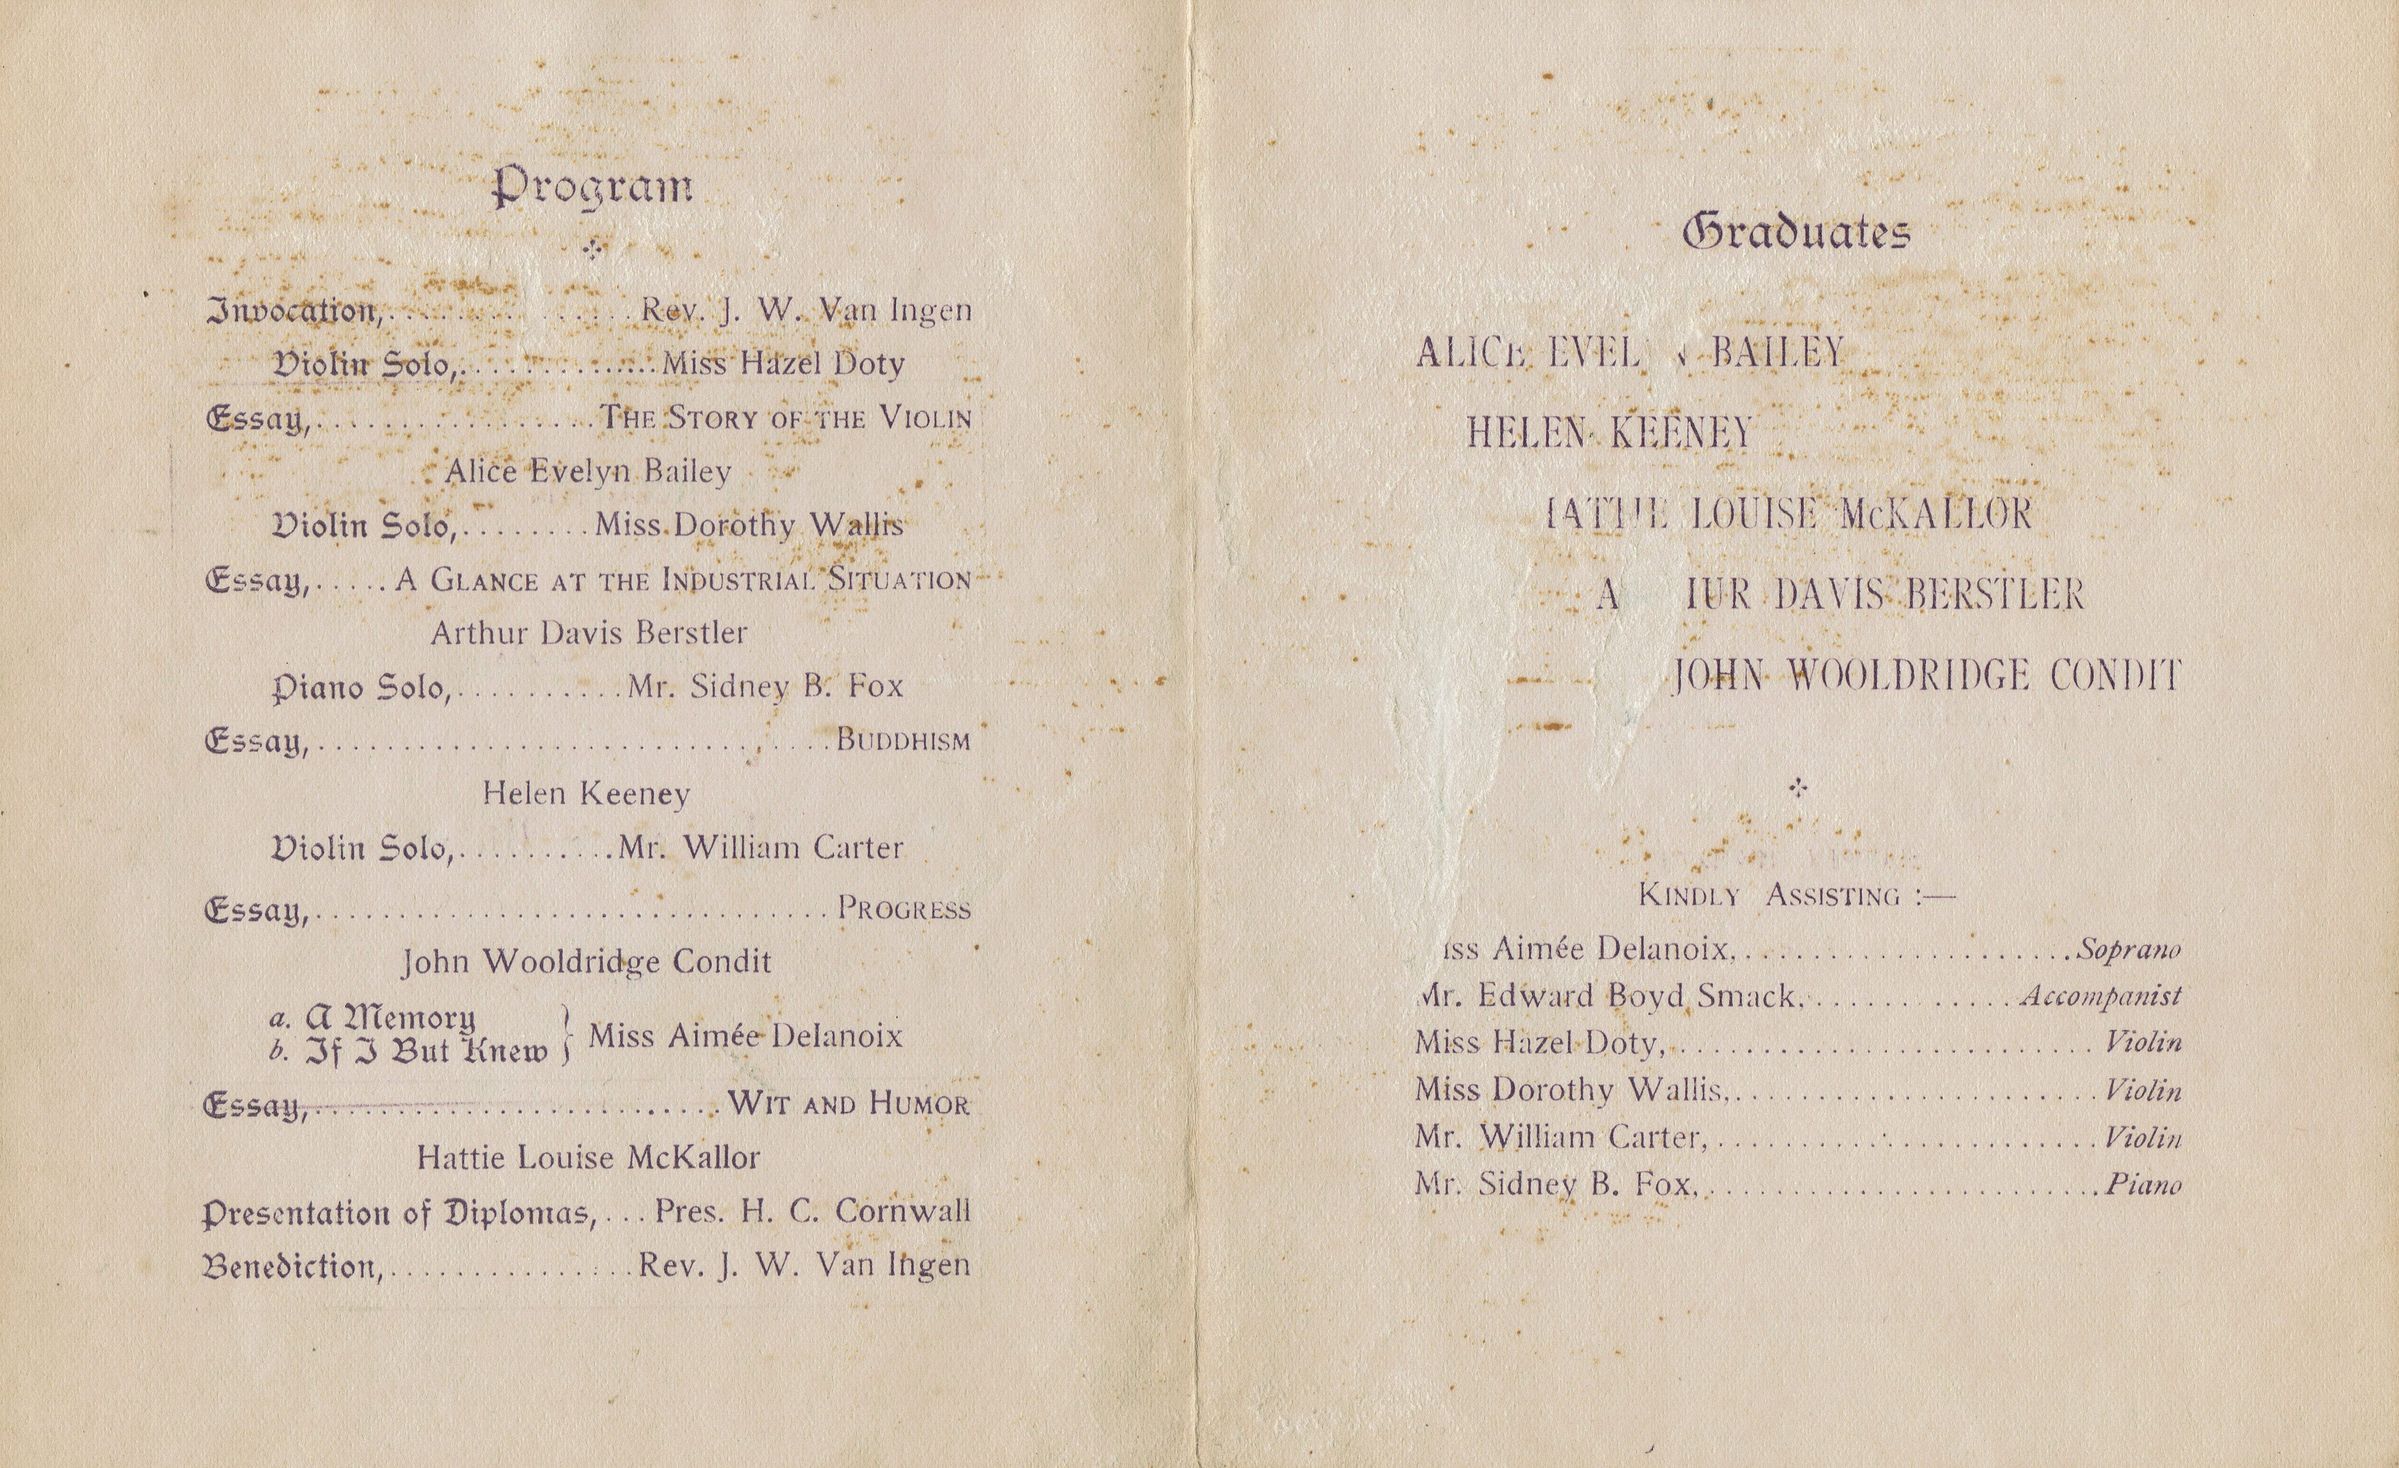 Program
Invocation, . . . . . . . . . . . . . . . Rev. J. W. Van Ingen
Violin Solo, . . . . . . . . . . . . . . . Miss Hazel Doty
Essay, . . . . . . . . . . . . . . . . . THE STORY OF THE VIOLIN
Alice Evelyn Bailey
Violin Solo, . . . . . . . . Miss Dorothy Wallis
Essay, . . . . . A GLANCE AT THE INDUSTRIAL SITUATION
Arthur Davis Berstler
Piano Solo, . . . . . . . . . . Mr. Sidney B. Fox
Essay, . . . . . . . . . . . . . . . . . . . . . . . . . . . . . . BUDDHISM
Helen Keeney
Violin Solo, . . . . . . . . . . Mr. William Carter
Essay, . . . . . . . . . . . . . . . . . . . . . . . . . . . . . . PROGRESS
John Wooldridge Condit
a. A Memory
b. If I But Knew } Miss Aimée Delanoix
Essay, . . . . . . . . . . . . . . . . . . . . . . . . WIT AND HUMOR
Hattie Louise McKallor
Presentation of Diplomas, . . . Pres. H. C. Cornwall
Benediction, . . . . . . . . . . . . . . . Rev. J. W. Van Ingen
Graduates
ALICE BAILEY
HELEN KEENEY
LOUISE McKALLOR
DAVIS BERSTLER
JOHN WOOLDRIDGE CONDIT
KINDLY ASSISTING :—
iss Aimée Delanoix, . . . . . . . . . . . . . . . . . . . . Soprano
Mr. Edward Boyd Smack, . . . . . . . . . . . . . Accompanist
Miss Hazel Doty, . . . . . . . . . . . . . . . . . . . . . . . . . Violin
Miss Dorothy Wallis, . . . . . . . . . . . . . . . . . . . . . . Violin
Mr. William Carter, . . . . . . . . . . . . . . . . . . . . . . . Violin
Mr. Sidney B. Fox, . . . . . . . . . . . . . . . . . . . . . . . . Piano